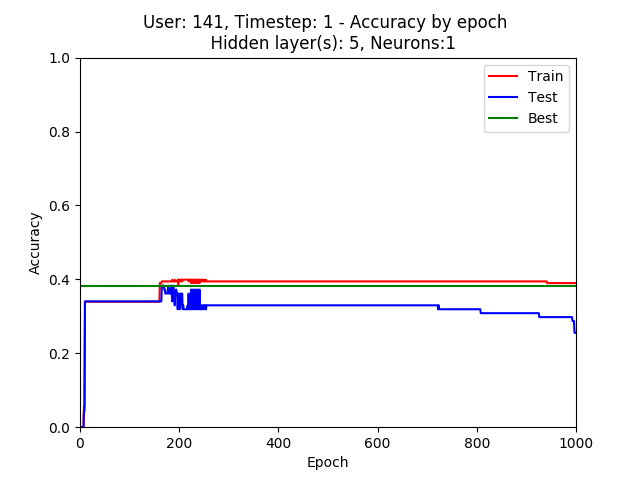 User: 141, Timestep: 1 - Accuracy by epoch
Hidden layer(s): 5, Neurons:1
1.0
0.8
0.6
0.4
0.2
0.0
Accuracy
Train
Test
Best
0 200 400 600 800 1000
Epoch